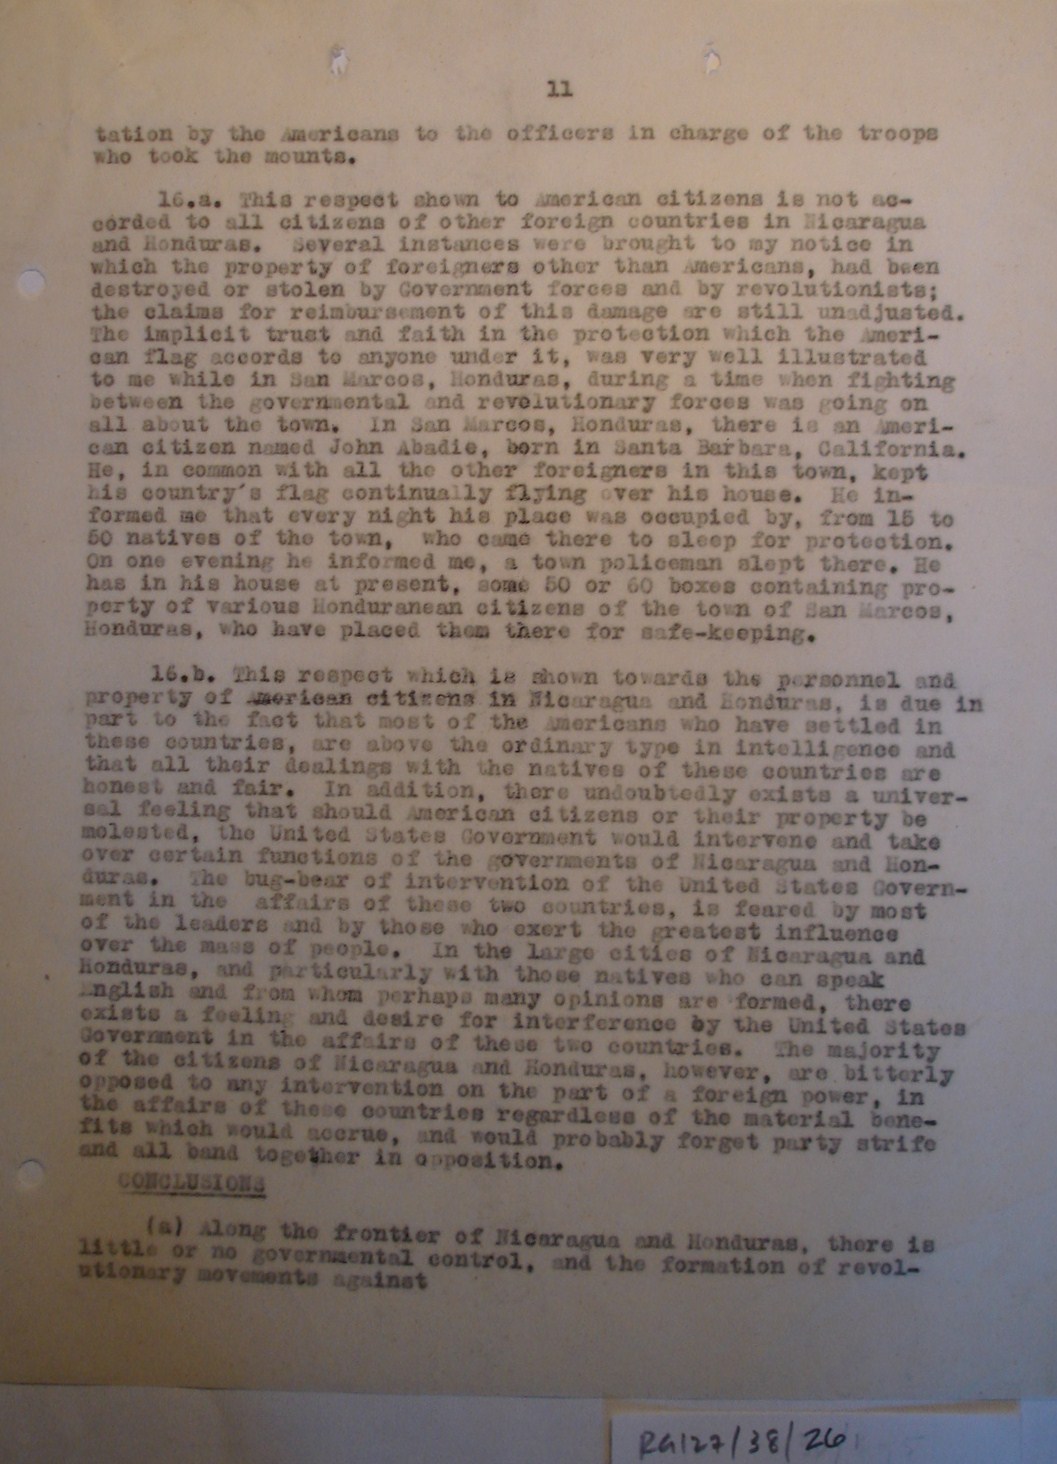 11
tation by the Americans to the officers in charge of the troops
who took the mounts.
16.a. This respect shown to American citizens is not ac-
corded to all citizens of other foreign countries in Nicaragua
and Honduras. Several instances were brought to my notice in
which the property of foreigners other than Americans, had been
destroyed or stolen by Government forces and by revolutionists;
the claims for reimbursement of this damage are still unadjusted.
The implicit trust and faith in the protection which the Ameri-
can flag accords to anyone under it, was very well illustrated
to me while in San Marcos, Honduras, during a time when fighting
between the governmental and revolutionary forces was going on
all about the town. In San Marcos, Honduras, there is an Ameri-
can citizen named John Abadie, born in Santa Barbara, California.
He, in common with all the other foreigners in this town, kept
his country's flag continually flying over his house. He in-
formed me that every night his place was occupied by, from 15 to
50 natives of the town, who came there to sleep for protection.
On one evening he informed me, a town policeman slept there. He
has in his house at present, some 50 or 60 boxes containing pro-
perty of various Honduranean citizens of the town of San Marcos,
Honduras, who have placed them there for safe-keeping.
16.b. This respect which is shown towards the personnel and
property of American citizens in Nicaragua and Honduras, is due in
part to the fact that most of the Americans who have settled in
these countries, are above the ordinary type in intelligence and
that all their dealings with the natives of these countries are
honest and fair. In addition, there undoubtedly exists a univer-
sal feeling that should American citizens or their property be
molested, the United States Government would intervene and take
over certain functions of the governments of Nicaragua and Hon-
duras. The bug-bear of intervention of the United States Govern-
ment in the affairs of these two countries, is feared by most
of the leaders and by those who exert the greatest influence
over the mass of people. In the large cities of Nicaragua and
Honduras, and particularly with those natives who can speak
English and from whom perhaps many opinions are formed, there
exists a feeling and desire for interference by the United States
Government in the affairs of these two countries. The majority
of the citizens of Nicaragua and Honduras, however, are bitterly
opposed to any intervention on the part of a foreign power, in
the affairs of these countries regardless of the material bene-
fits which would accrue, and would probably forget party strife
and all band together in opposition.
CONCLUSIONS
(a) Along the frontier of Nicaragua and Honduras, there is
little or no governmental control, and the formation of revol-
utionary movements against
RG127/38/26